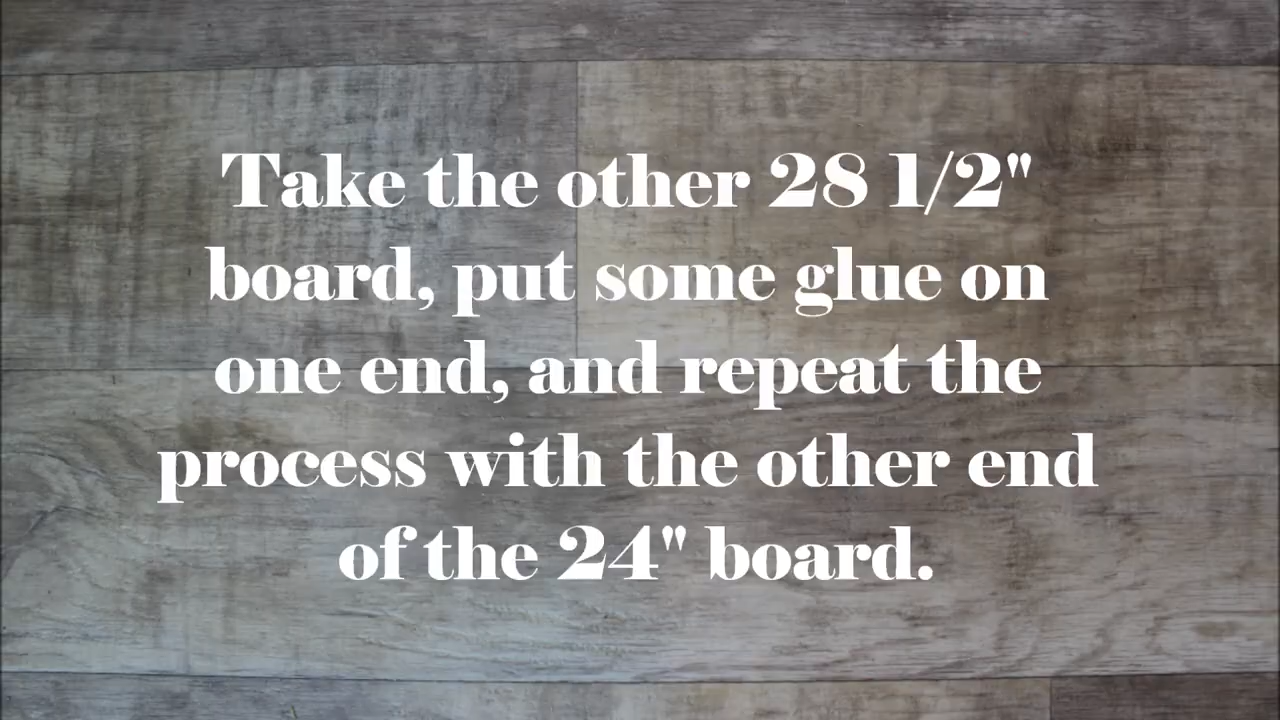 Take the other 28 1/2"
board, put some glue on
one end, and repeat the
process with the other end
of the 24" board.